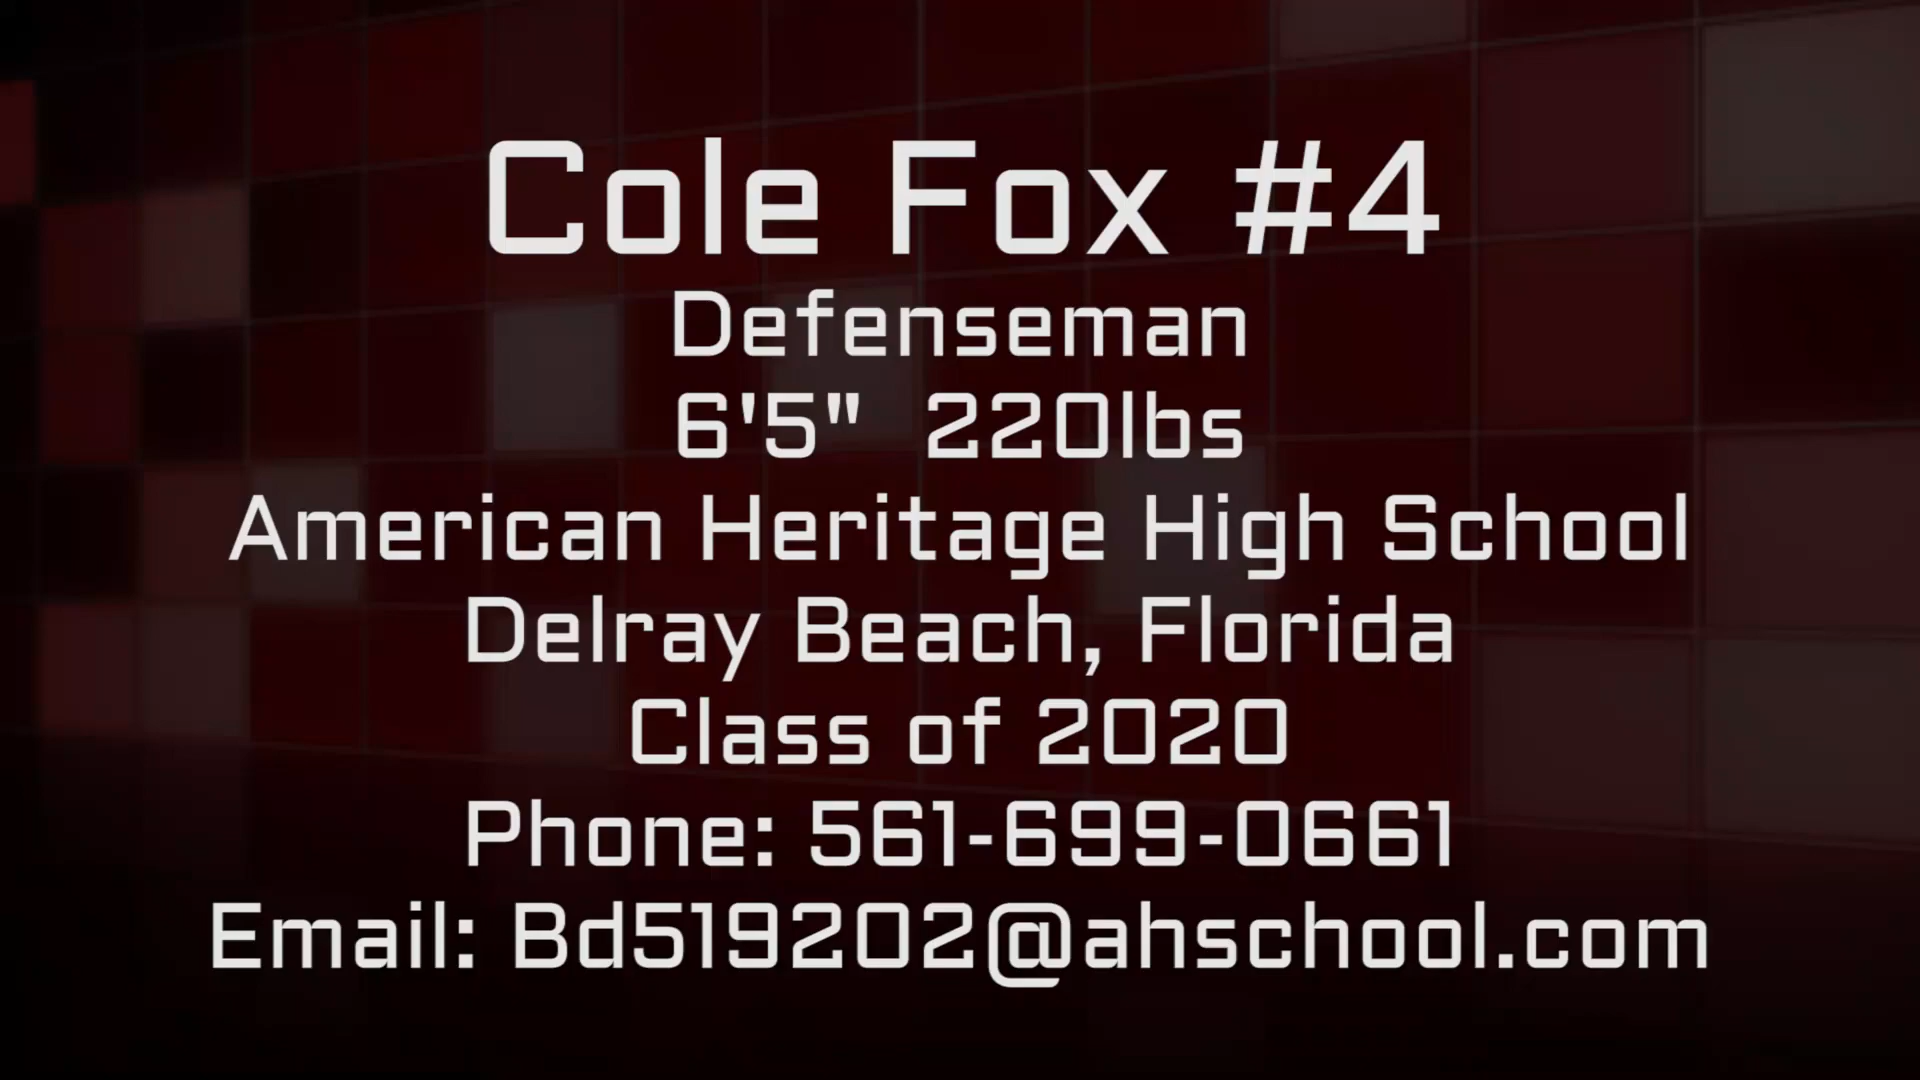 Cole Fox #4
Defenseman
6'5"  220lbs
American Heritage High School
Delray Beach, Florida
Class of 2020
Phone: 561-699-0661
Email: Bd519202@ahschool.com